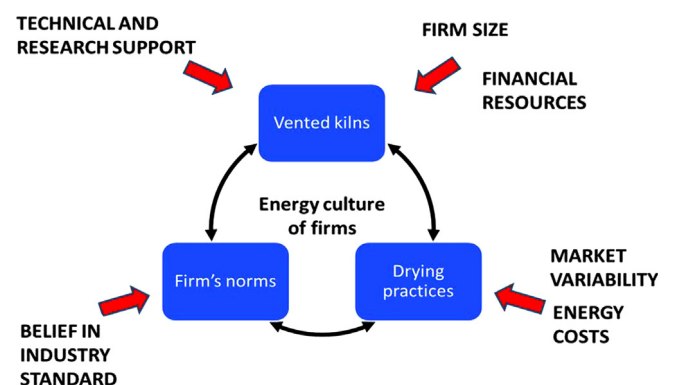 TECHNICAL AND
RESEARCH SUPPORT
FIRM SIZE
FINANCIAL
RESOURCES
Vented kilns
Energy culture
of firms
Firm's norms
Drying
practices
MARKET
VARIABILITY
ENERGY
COSTS
BELIEF IN
INDUSTRY
STANDARD